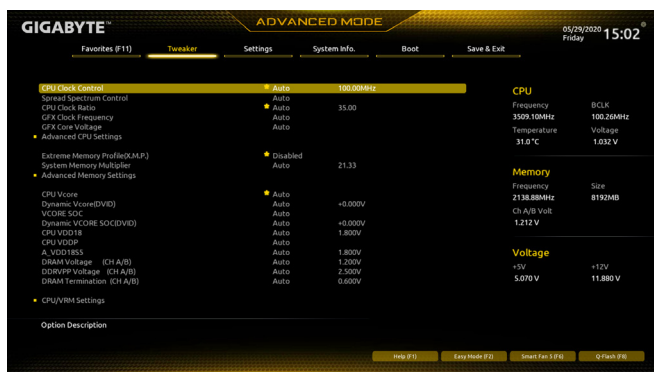 GIGABYTE™
ADVANCED MODE
05/29/2020 Friday 15:02
Favorites (F11) Tweaker Settings System Info. Boot Save & Exit
CPU Clock Control Auto 100.00MHz
Spread Spectrum Control Auto
CPU Clock Ratio Auto 35.00
GFX Clock Frequency Auto
GFX Core Voltage Auto
Advanced CPU Settings
Extreme Memory Profile(X.M.P.) Disabled
System Memory Multiplier Auto 21.33
Advanced Memory Settings
CPU Vcore Auto
Dynamic Vcore(DVID) Auto +0.000V
VCORE SOC Auto
Dynamic VCORE SOC(DVID) Auto +0.000V
CPU VDD18 Auto 1.800V
CPU VDDP Auto
A_VDD18S5 Auto 1.800V
DRAM Voltage (CH A/B) Auto 1.200V
DDRVPP Voltage (CH A/B) Auto 2.500V
DRAM Termination (CH A/B) Auto 0.600V
CPU/VRM Settings
Option Description
CPU
Frequency BCLK
3509.10MHz 100.26MHz
Temperature Voltage
31.0 °C 1.032 V
Memory
Frequency Size
2138.88MHz 8192MB
Ch A/B Volt
1.212 V
Voltage
+5V +12V
5.070 V 11.880 V
Help (F1) Easy Mode (F2) Smart Fan 5 (F6) Q-Flash (F8)